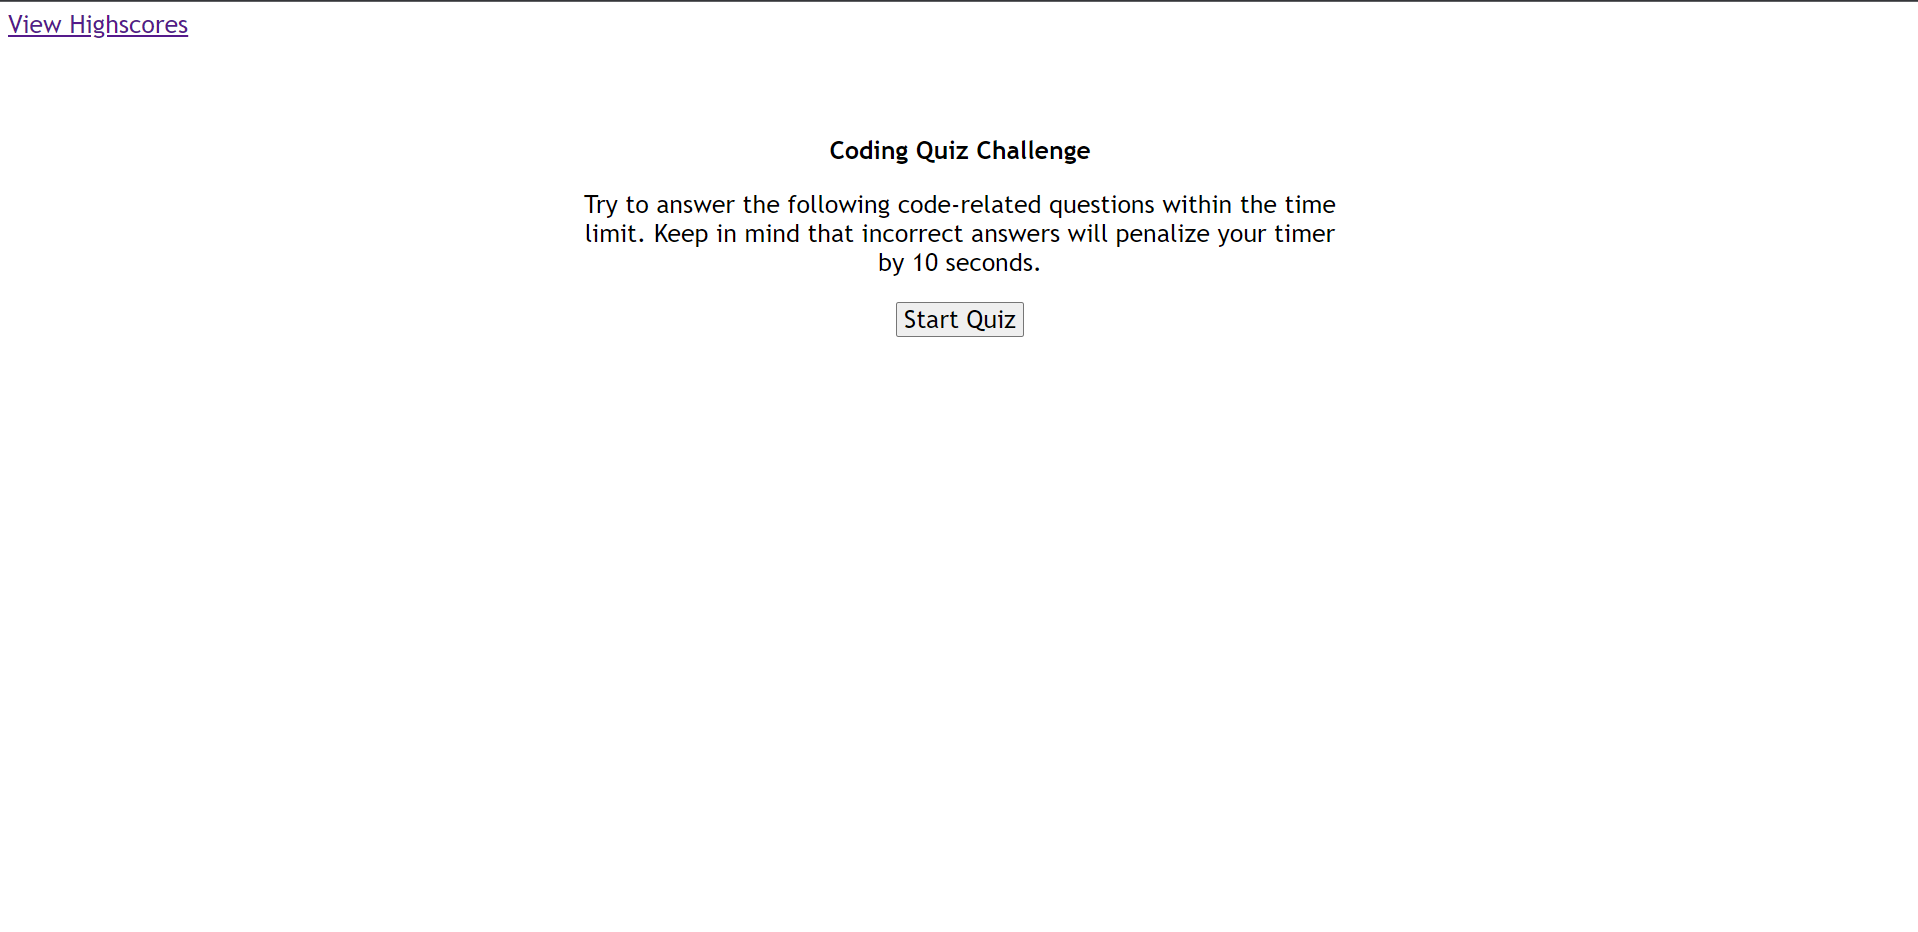 View Highscores
Coding Quiz Challenge
Try to answer the following code-related questions within the time
limit. Keep in mind that incorrect answers will penalize your timer
by 10 seconds.
Start Quiz